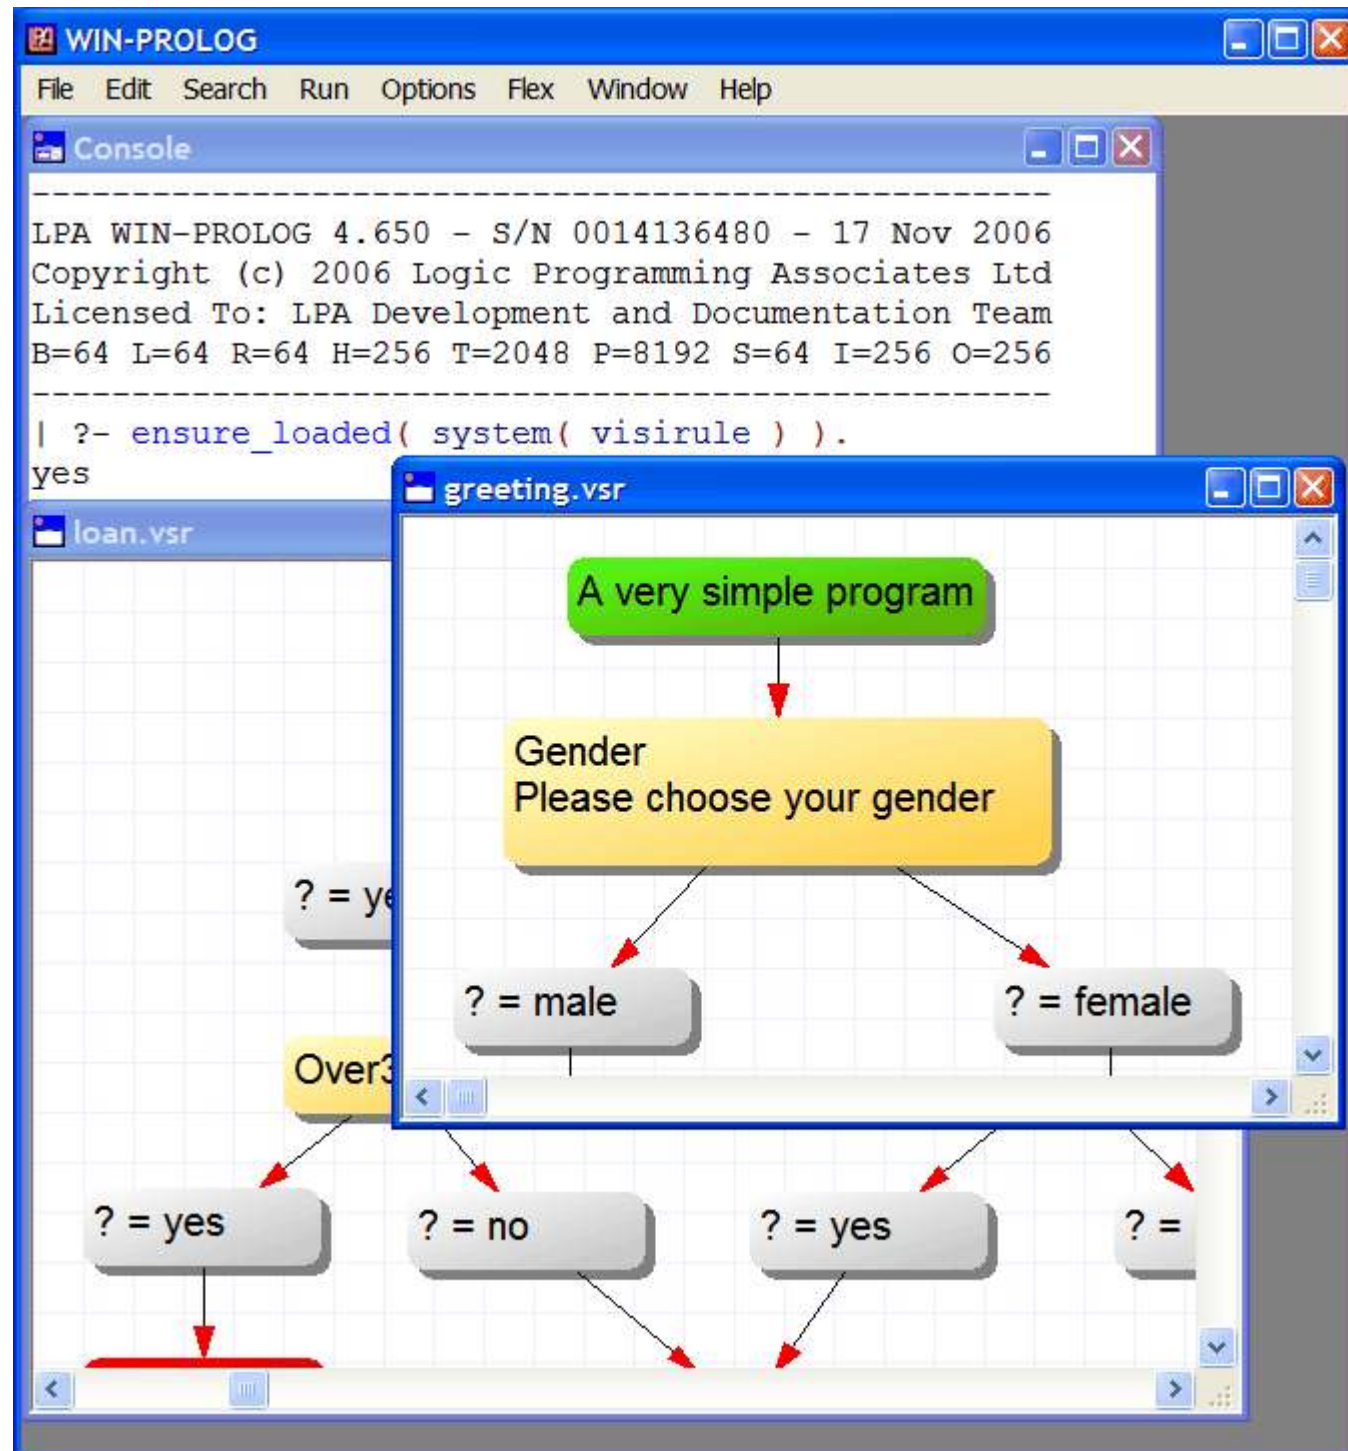 WIN-PROLOG
File Edit Search Run Options Flex Window Help
Console
----------------------------------------------------
LPA WIN-PROLOG 4.650 - S/N 0014136480 - 17 Nov 2006
Copyright (c) 2006 Logic Programming Associates Ltd
Licensed To: LPA Development and Documentation Team
B=64 L=64 R=64 H=256 T=2048 P=8192 S=64 I=256 O=256
----------------------------------------------------
| ?- ensure_loaded( system( visirule ) ).
yes
greeting.vsr
A very simple program
Gender
Please choose your gender
? = male
? = female
loan.vsr
? =
? = yes
? = no
? = yes
? =